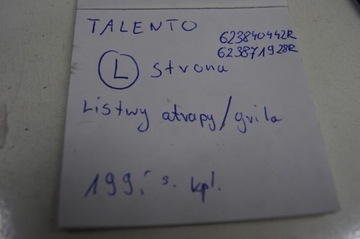 TALENTO
623840442R
623871928R
L strona
Listwy atrapy/grila
199,- s. kpl.